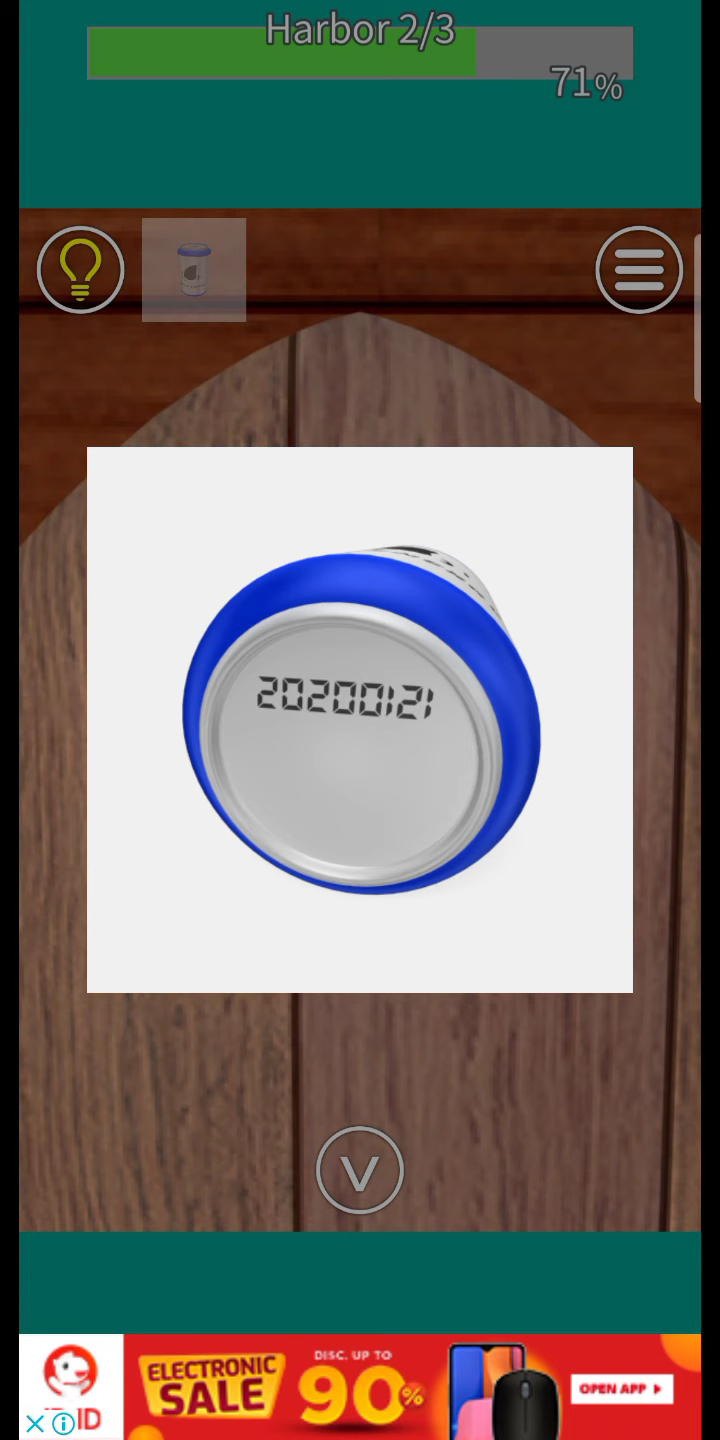 Harbor 2/3
71%
20200121
V
ELECTRONIC
SALE
DISC. UP TO
90%
OPEN APP